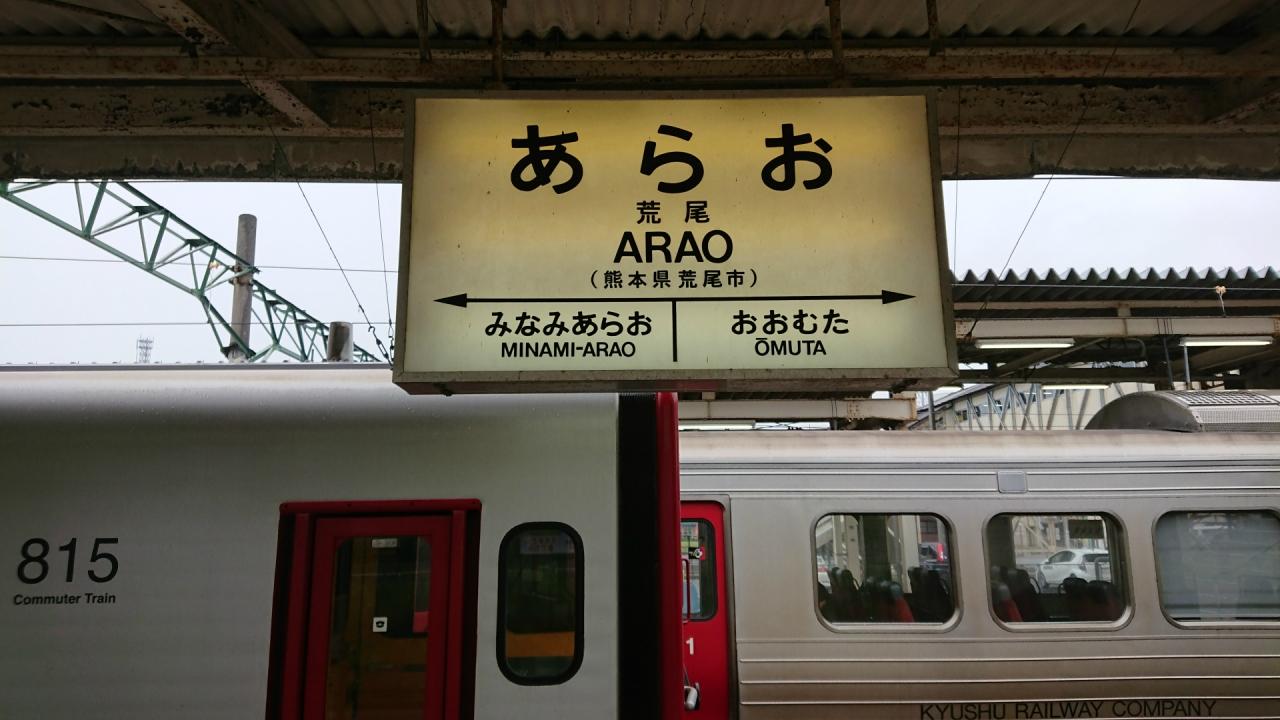 あらお
荒尾
ARAO
(熊本県荒尾市)
みなみあらお
MINAMI-ARAO
おおむた
ŌMUTA
815
Commuter Train
1
KYUSHU RAILWAY COMPANY